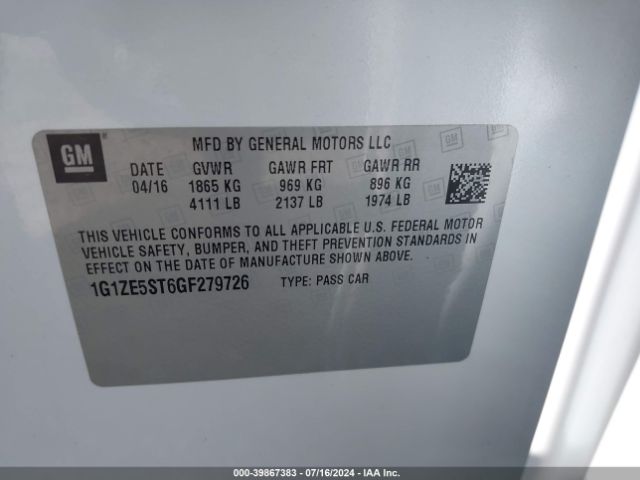 GM
MFD BY GENERAL MOTORS LLC
DATE GVWR GAWR FRT GAWR RR
04/16 1865 KG 969 KG 896 KG
4111 LB 2137 LB 1974 LB
THIS VEHICLE CONFORMS TO ALL APPLICABLE U.S. FEDERAL MOTOR
VEHICLE SAFETY, BUMPER, AND THEFT PREVENTION STANDARDS IN
EFFECT ON THE DATE OF MANUFACTURE SHOWN ABOVE.
1G1ZE5ST6GF279726 TYPE: PASS CAR
000-39867383 - 07/16/2024 - IAAI.COM